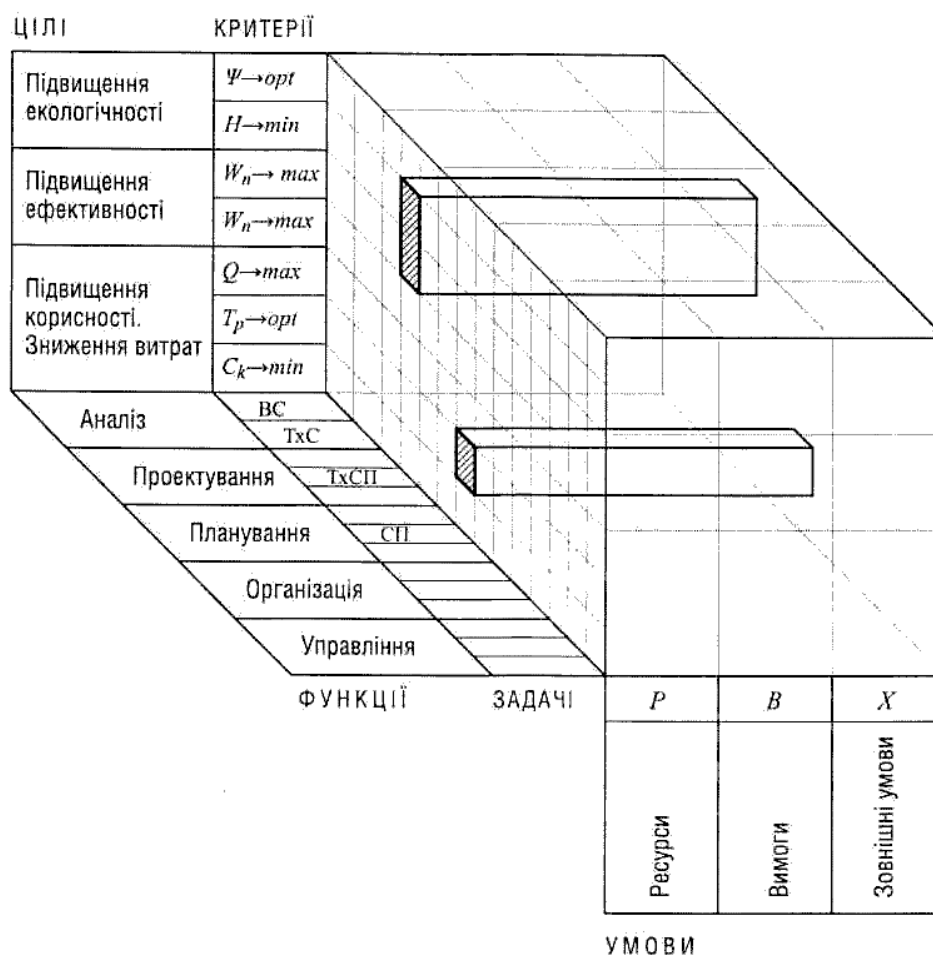 ЦІЛІ
КРИТЕРІЇ
Підвищення
екологічності
Ψ→opt
H→min
Підвищення
ефективності
Wn→ max
Wn→max
Підвищення
корисності.
Зниження витрат
Q→max
Tp→opt
Ck→min
Аналіз
ВС
ТхС
Проектування
ТхСП
Планування
СП
Організація
Управління
ФУНКЦІЇ
ЗАДАЧІ
P
B
X
Ресурси
Вимоги
Зовнішні умови
УМОВИ